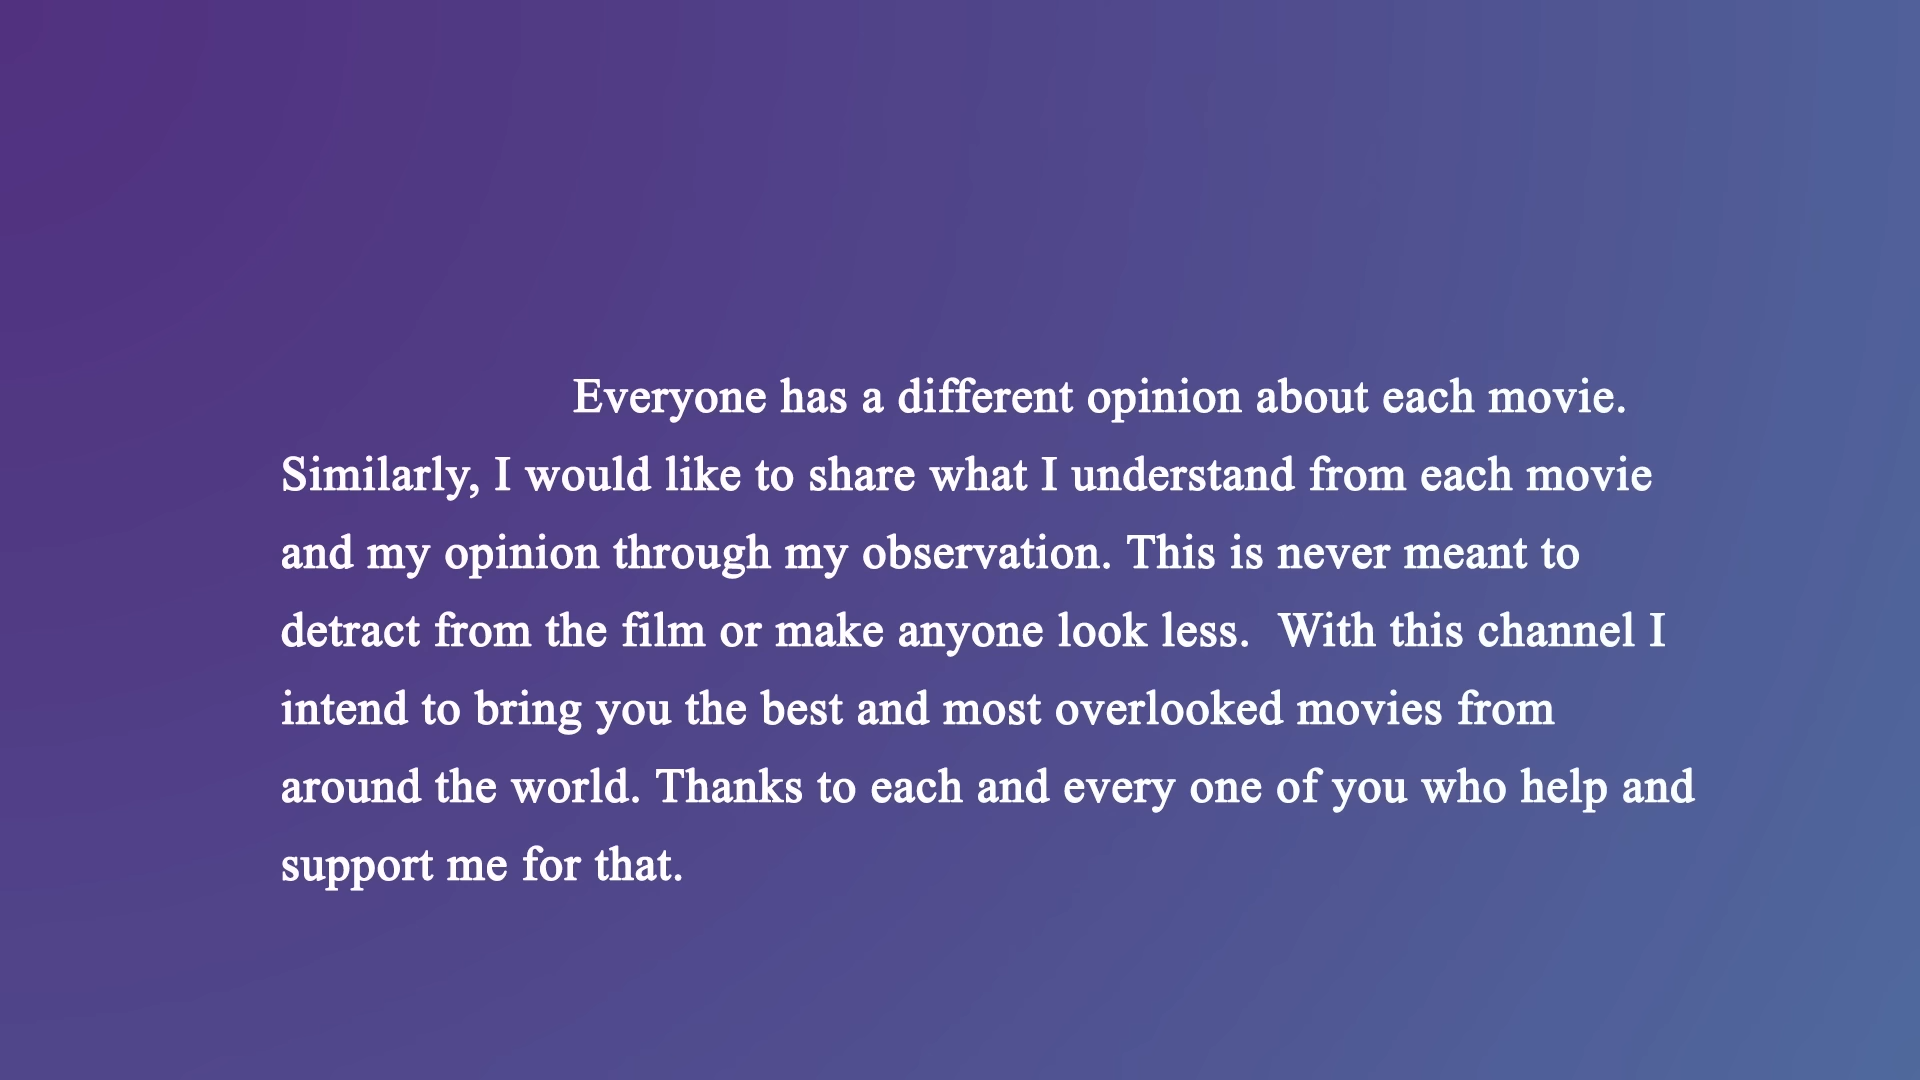 Everyone has a different opinion about each movie.
Similarly, I would like to share what I understand from each movie
and my opinion through my observation. This is never meant to
detract from the film or make anyone look less.  With this channel I
intend to bring you the best and most overlooked movies from
around the world. Thanks to each and every one of you who help and
support me for that.